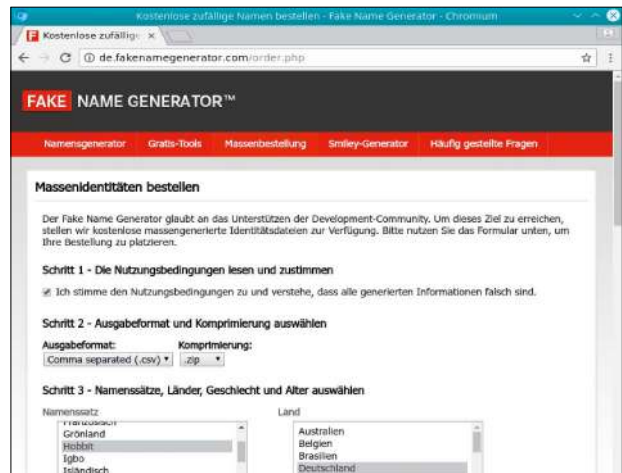 Kostenlose zufällige Namen bestellen - Fake Name Generator - Chromium
Kostenlose zufällig
de.fakenamegenerator.com/order.php
FAKE NAME GENERATOR™
Namensgenerator Gratis-Tools Massenbestellung Smiley-Generator Häufig gestellte Fragen
Massenidentitäten bestellen
Der Fake Name Generator glaubt an das Unterstützen der Development-Community. Um dieses Ziel zu erreichen,
stellen wir kostenlose massengenerierte Identitätsdateien zur Verfügung. Bitte nutzen Sie das Formular unten, um
Ihre Bestellung zu platzieren.
Schritt 1 - Die Nutzungsbedingungen lesen und zustimmen
Ich stimme den Nutzungsbedingungen zu und verstehe, dass alle generierten Informationen falsch sind.
Schritt 2 - Ausgabeformat und Komprimierung auswählen
Ausgabeformat: Komprimierung:
Comma separated (.csv) .zip
Schritt 3 - Namenssätze, Länder, Geschlecht und Alter auswählen
Namenssatz Land
Französisch
Grönland
Hobbit
Igbo
Isländisch
Australien
Belgien
Brasilien
Deutschland